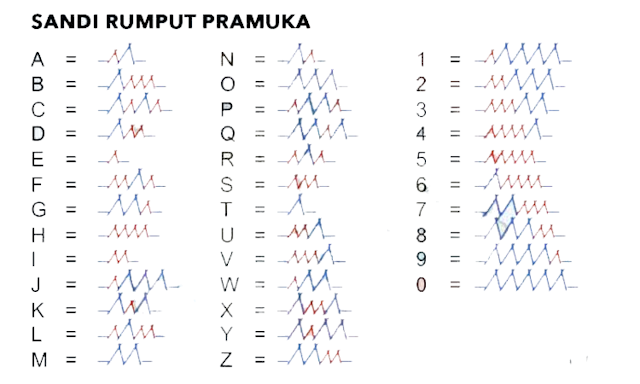 SANDI RUMPUT PRAMUKA
A =
B =
C =
D =
E =
F =
G =
H =
I =
J =
K =
L =
M =
N =
O =
P =
Q =
R =
S =
T =
U =
V =
W =
X =
Y =
Z =
1 =
2 =
3 =
4 =
5 =
6 =
7 =
8 =
9 =
0 =